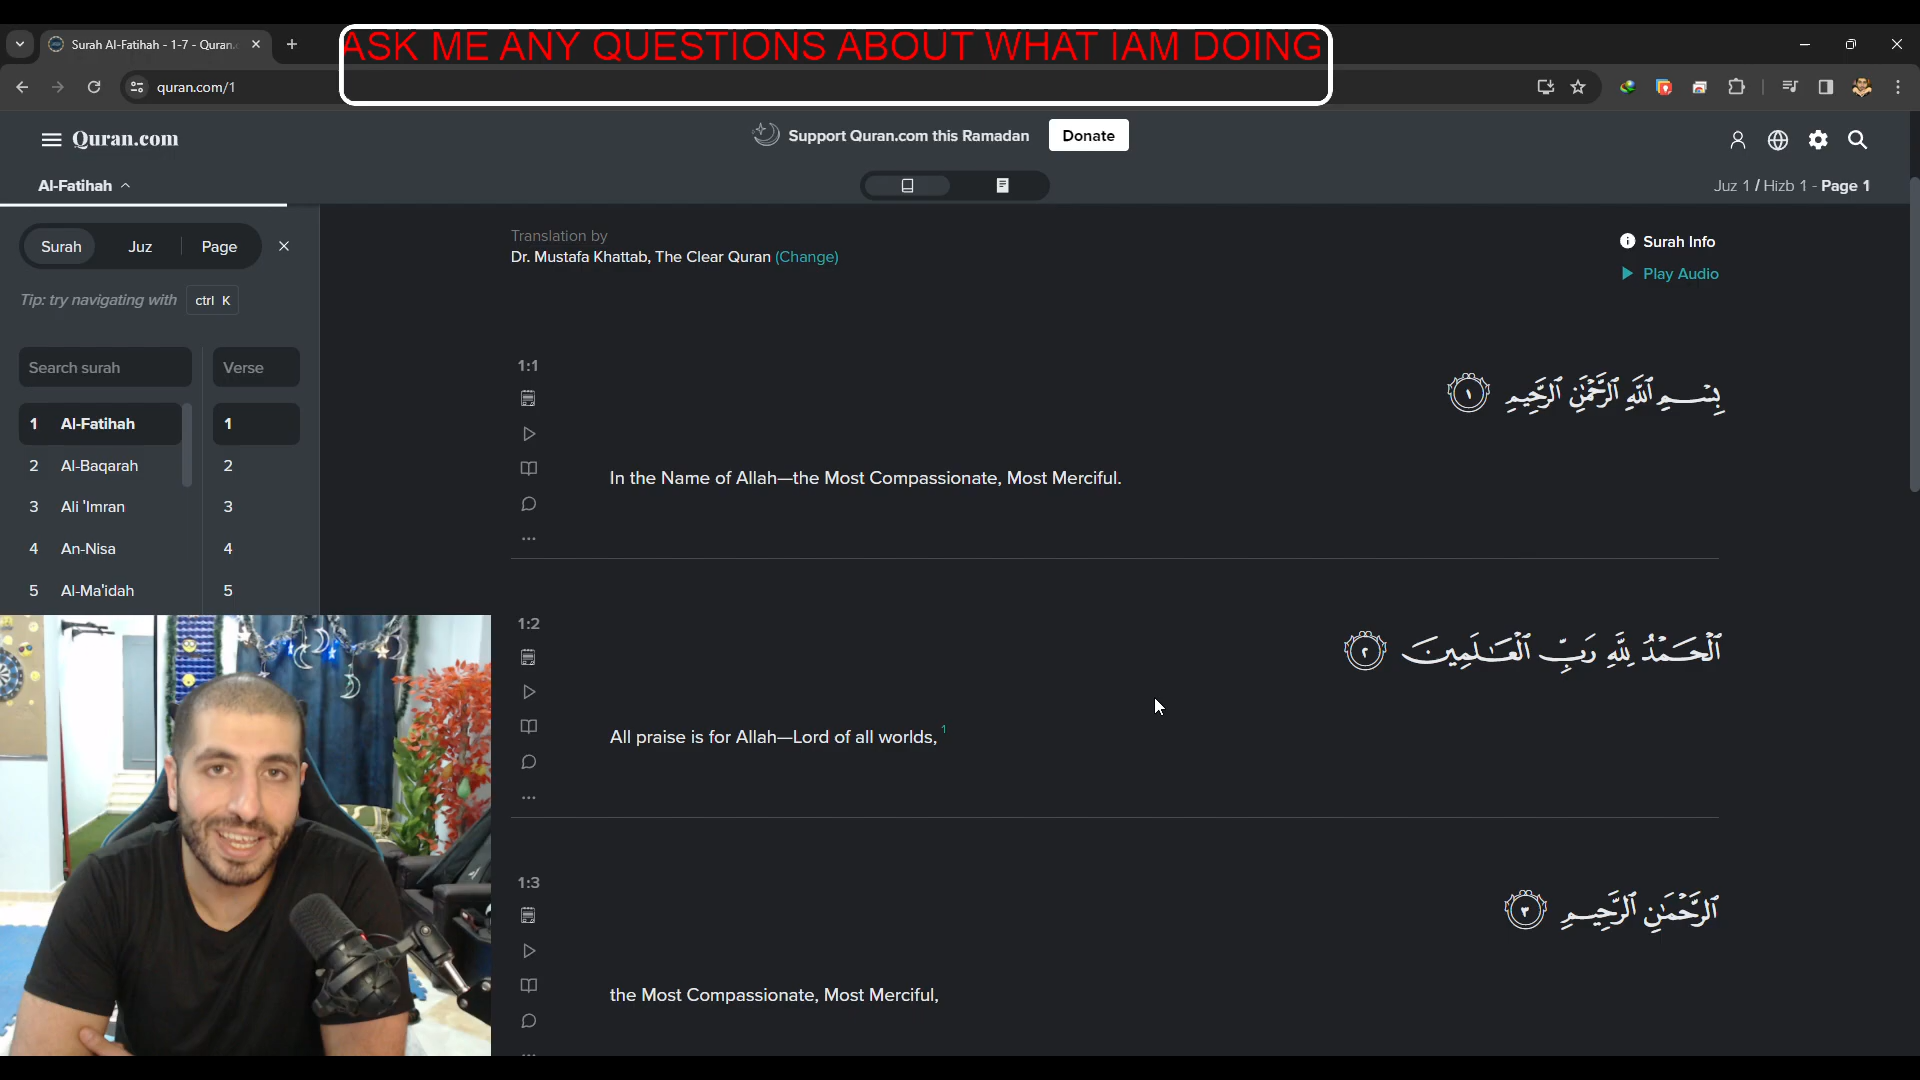 Surah Al-Fatihah - 1-7 - Quran.
ASK ME ANY QUESTIONS ABOUT WHAT IAM DOING
quran.com/1
Quran.com
Support Quran.com this Ramadan
Donate
Al-Fatihah
Juz 1 / Hizb 1 - Page 1
Surah
Juz
Page
Translation by
Dr. Mustafa Khattab, The Clear Quran (Change)
Surah Info
Play Audio
Tip: try navigating with ctrl K
Search surah
Verse
1 Al-Fatihah
1
2 Al-Baqarah
2
3 Ali 'Imran
3
4 An-Nisa
4
5 Al-Ma'idah
5
1:1
بِسْمِ ٱللَّهِ ٱلرَّحْمَـٰنِ ٱلرَّحِيمِ ١
In the Name of Allah—the Most Compassionate, Most Merciful.
1:2
ٱلْحَمْدُ لِلَّهِ رَبِّ ٱلْعَـٰلَمِينَ ٢
All praise is for Allah—Lord of all worlds, 1
1:3
ٱلرَّحْمَـٰنِ ٱلرَّحِيمِ ٣
the Most Compassionate, Most Merciful,